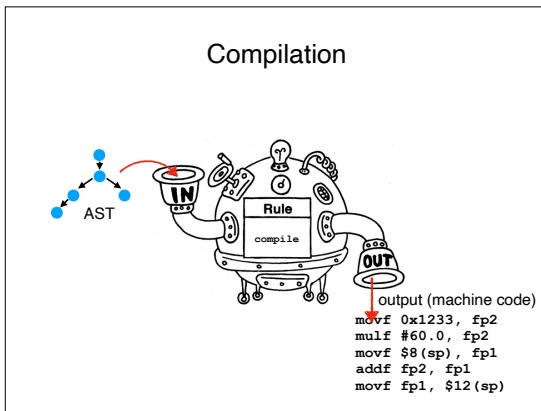 Compilation
IN
AST
Rule
compile
OUT
output (machine code)
movf 0x1233, fp2
mulf #60.0, fp2
movf $8(sp), fp1
addf fp2, fp1
movf fp1, $12(sp)